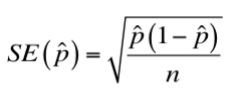 SE(p̂) = √(p̂(1− p̂)/n)